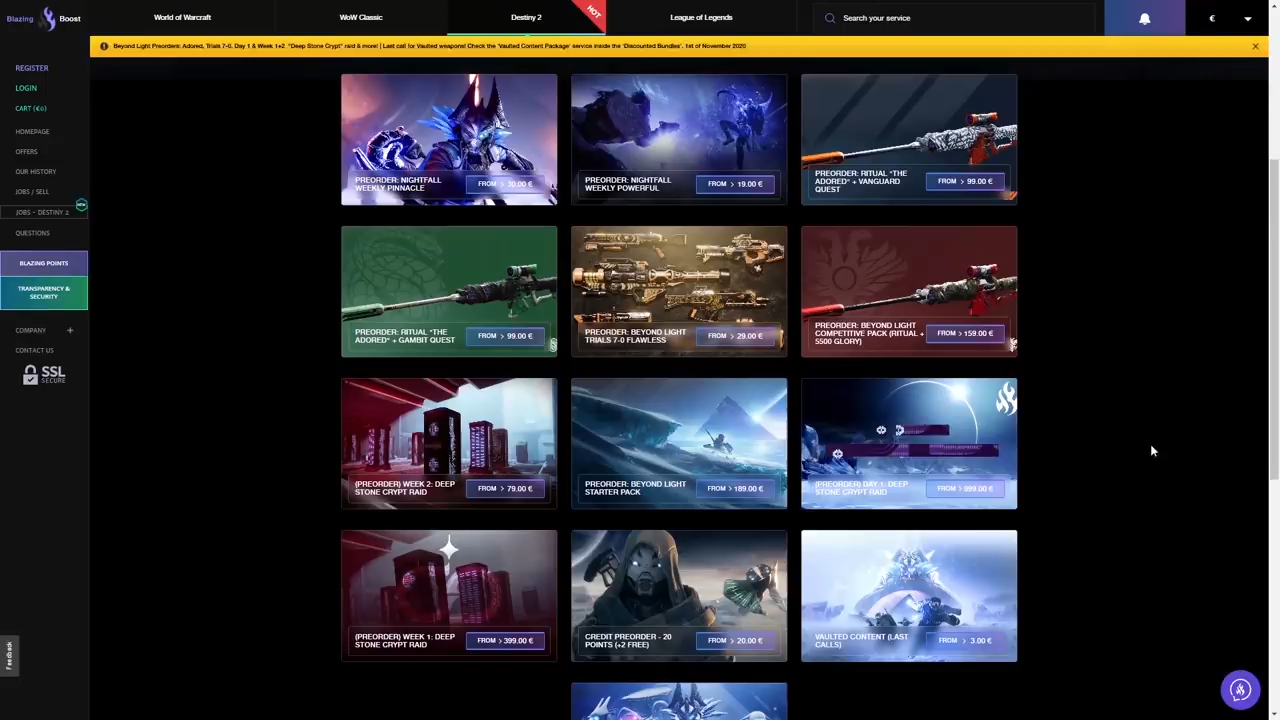 Blazing Boost
World of Warcraft
WoW Classic
Destiny 2
HOT
League of Legends
Search your service
€
Beyond Light Preorders: Adored, Trials 7-0. Day 1 & Week 1+2 "Deep Stone Crypt" raid & more! | Last call for Vaulted weapons! Check the 'Vaulted Content Package' service inside the 'Discounted Bundles'. 1st of November 2020
REGISTER
LOGIN
CART (€0)
HOMEPAGE
OFFERS
OUR HISTORY
JOBS / SELL
JOBS - DESTINY 2
NEW
QUESTIONS
BLAZING POINTS
TRANSPARENCY &
SECURITY
COMPANY +
CONTACT US
SSL
SECURE
Feedback
PREORDER: NIGHTFALL
WEEKLY PINNACLE
FROM > 30.00 €
PREORDER: NIGHTFALL
WEEKLY POWERFUL
FROM > 19.00 €
PREORDER: RITUAL "THE
ADORED" + VANGUARD
QUEST
FROM > 99.00 €
PREORDER: RITUAL "THE
ADORED" + GAMBIT QUEST
FROM > 99.00 €
PREORDER: BEYOND LIGHT
TRIALS 7-0 FLAWLESS
FROM > 29.00 €
PREORDER: BEYOND LIGHT
COMPETITIVE PACK (RITUAL +
5500 GLORY)
FROM > 159.00 €
(PREORDER) WEEK 2: DEEP
STONE CRYPT RAID
FROM > 79.00 €
PREORDER: BEYOND LIGHT
STARTER PACK
FROM > 189.00 €
(PREORDER) DAY 1: DEEP
STONE CRYPT RAID
FROM > 999.00 €
(PREORDER) WEEK 1: DEEP
STONE CRYPT RAID
FROM > 399.00 €
CREDIT PREORDER - 20
POINTS (+2 FREE)
FROM > 20.00 €
VAULTED CONTENT (LAST
CALLS)
FROM > 3.00 €